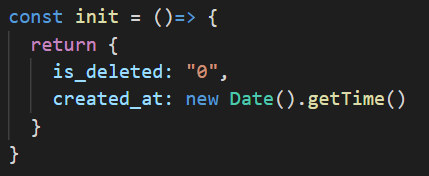 const init = ()=> {
  return {
    is_deleted: "0",
    created_at: new Date().getTime()
  }
}